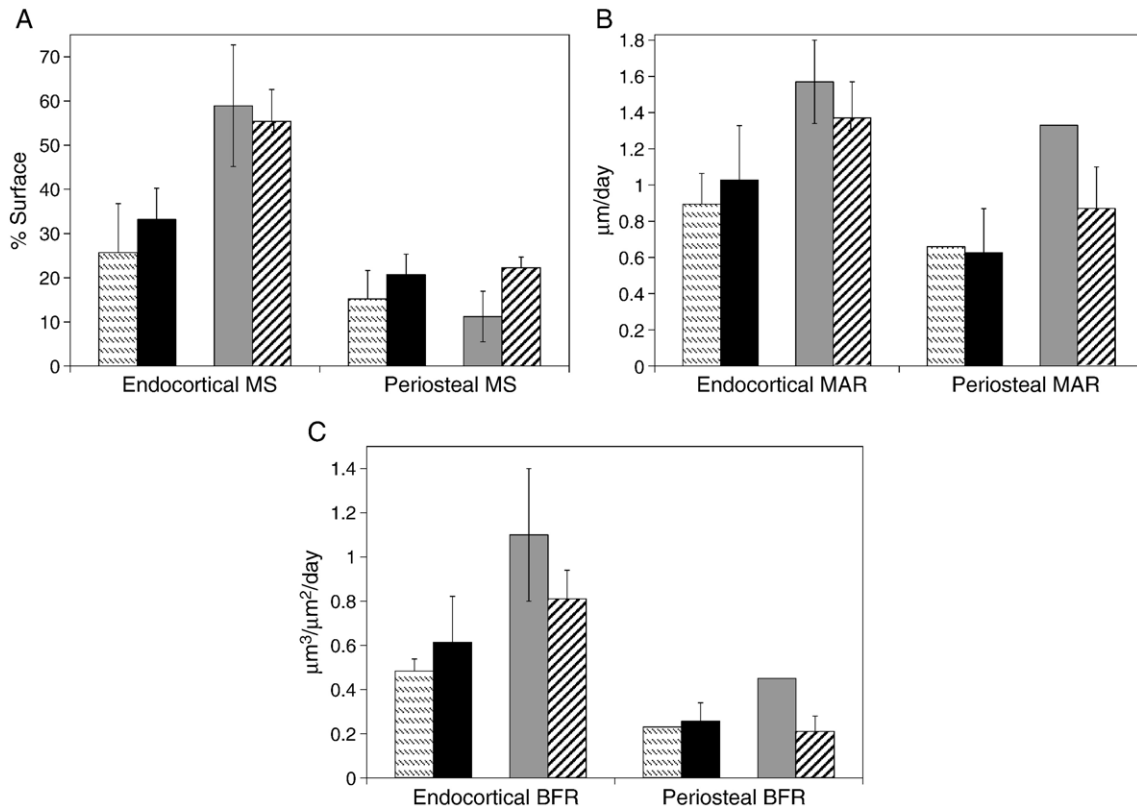 A
% Surface
70
60
50
40
30
20
10
0
Endocortical MS
Periosteal MS
B
µm/day
1.8
1.6
1.4
1.2
1
0.8
0.6
0.4
0.2
0
Endocortical MAR
Periosteal MAR
C
µm³/µm²/day
1.4
1.2
1
0.8
0.6
0.4
0.2
0
Endocortical BFR
Periosteal BFR